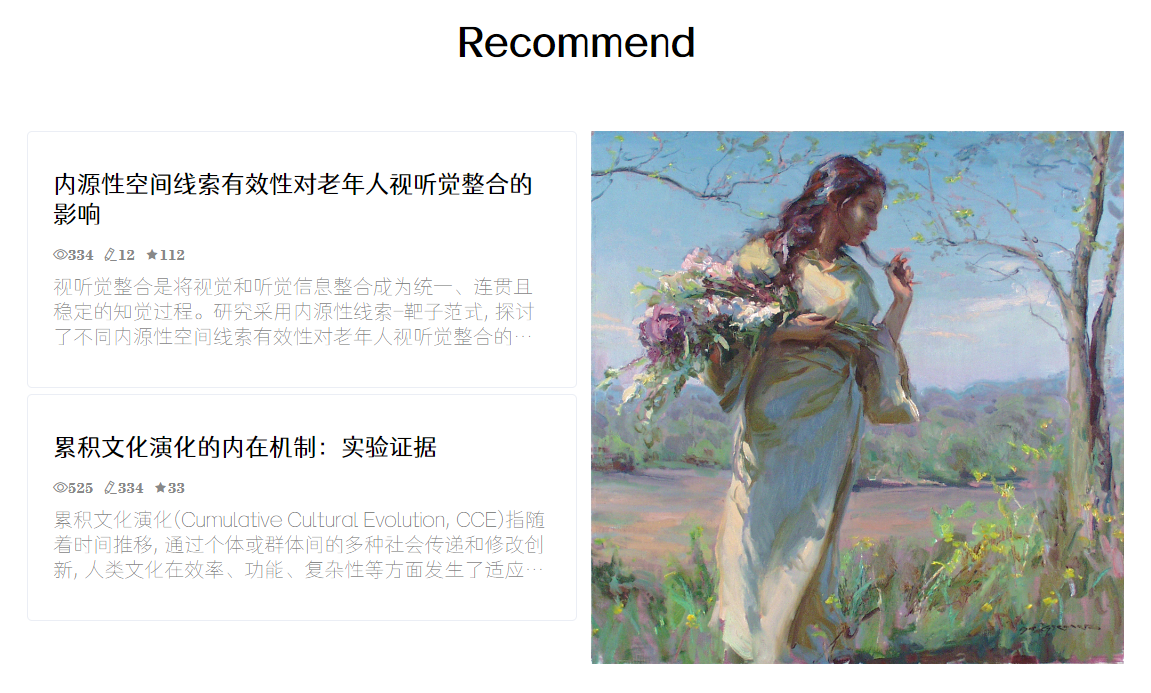 Recommend
内源性空间线索有效性对老年人视听觉整合的
影响
334 12 112
视听觉整合是将视觉和听觉信息整合成为统一、连贯且
稳定的知觉过程。研究采用内源性线索-靶子范式, 探讨
了不同内源性空间线索有效性对老年人视听觉整合的…
累积文化演化的内在机制：实验证据
525 334 33
累积文化演化(Cumulative Cultural Evolution, CCE)指随
着时间推移, 通过个体或群体间的多种社会传递和修改创
新, 人类文化在效率、功能、复杂性等方面发生了适应…